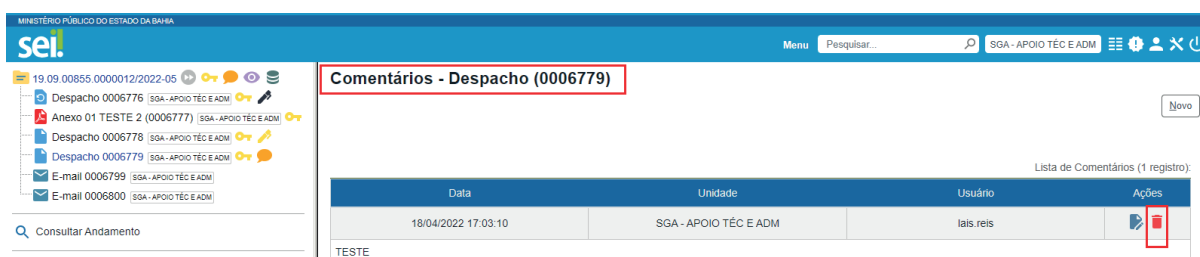 MINISTÉRIO PÚBLICO DO ESTADO DA BAHIA
sei!
Menu Pesquisar... SGA - APOIO TÉC E ADM
19.09.00855.0000012/2022-05
Despacho 0006776 SGA - APOIO TÉC E ADM
Anexo 01 TESTE 2 (0006777) SGA - APOIO TÉC E ADM
Despacho 0006778 SGA - APOIO TÉC E ADM
Despacho 0006779 SGA - APOIO TÉC E ADM
E-mail 0006799 SGA - APOIO TÉC E ADM
E-mail 0006800 SGA - APOIO TÉC E ADM
Consultar Andamento
Comentários - Despacho (0006779)
Novo
Lista de Comentários (1 registro):
Data Unidade Usuário Ações
18/04/2022 17:03:10 SGA - APOIO TÉC E ADM lais.reis
TESTE